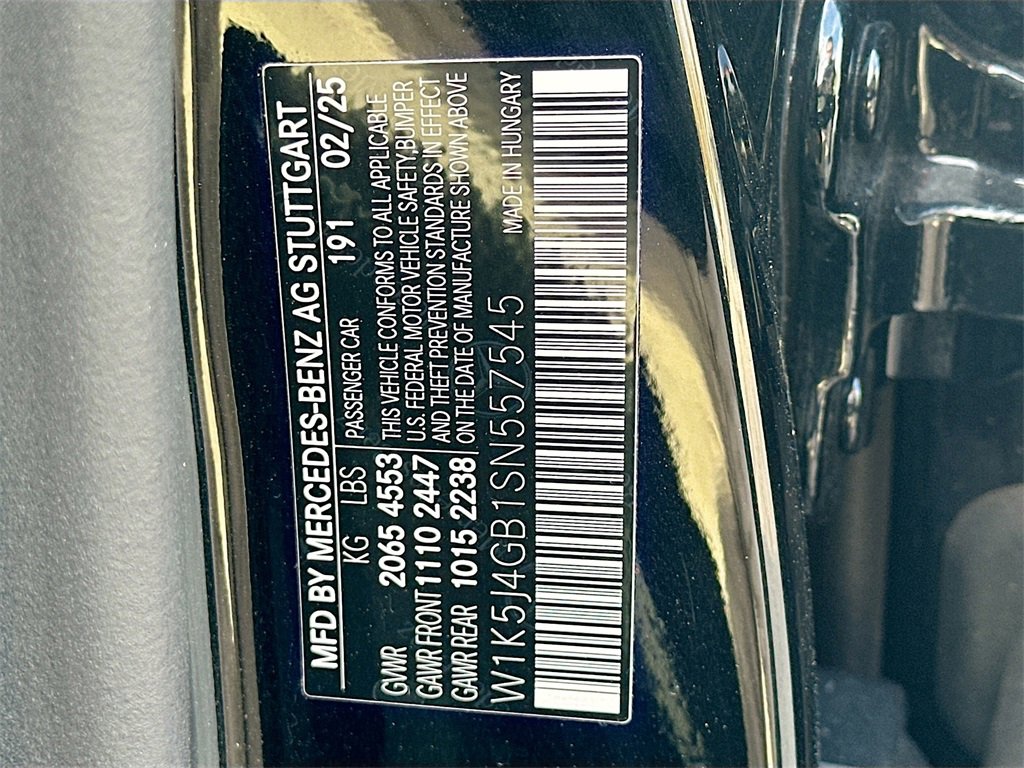 MFD BY MERCEDES-BENZ AG STUTTGART
KG LBS PASSENGER CAR 191 02/25
GVWR 2065 4553 THIS VEHICLE CONFORMS TO ALL APPLICABLE
GAWR FRONT 1110 2447 U.S. FEDERAL MOTOR VEHICLE SAFETY,BUMPER
AND THEFT PREVENTION STANDARDS IN EFFECT
GAWR REAR 1015 2238 ON THE DATE OF MANUFACTURE SHOWN ABOVE
W1K5J4GB1SN557545 MADE IN HUNGARY